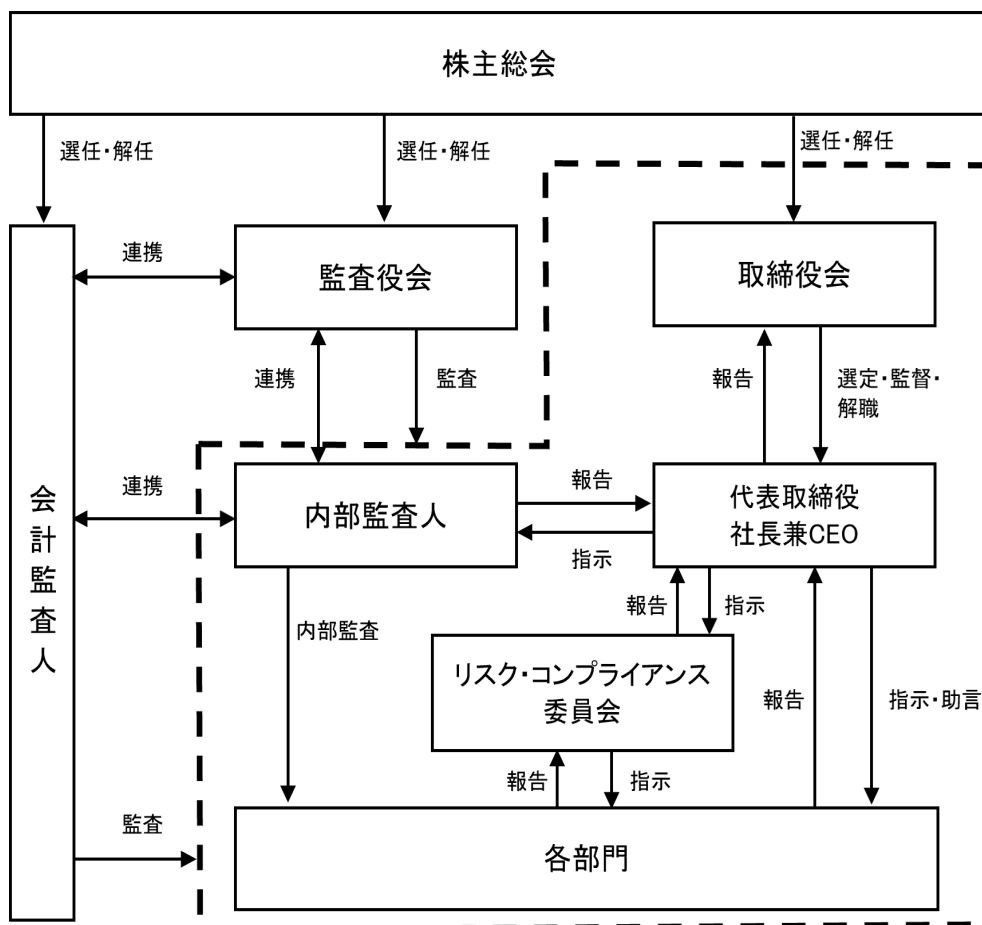 株主総会
選任・解任
選任・解任
選任・解任
連携
監査役会
取締役会
連携
監査
報告
選定・監督・
解職
会計監査人
連携
内部監査人
報告
指示
代表取締役
社長兼CEO
内部監査
報告
指示
リスク・コンプライアンス
委員会
報告
指示・助言
報告
指示
監査
各部門